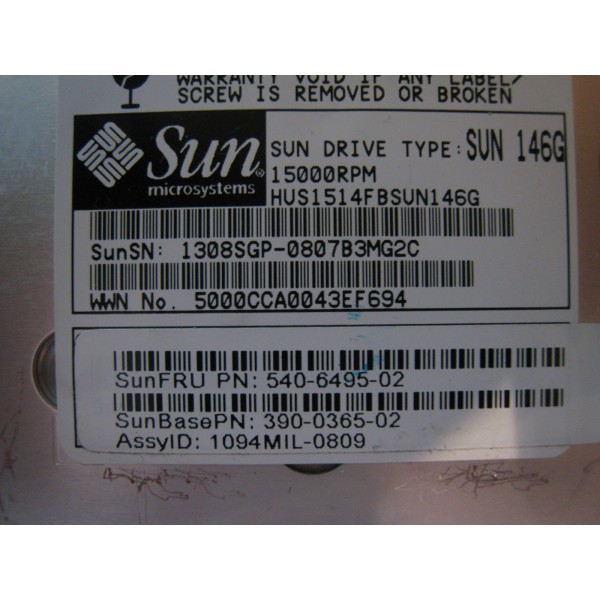 WARRANTY VOID IF ANY LABEL/
SCREW IS REMOVED OR BROKEN
Sun
microsystems
SUN DRIVE TYPE: SUN 146G
15000RPM
HUS1514FBSUN146G
SunSN: 1308SGP-0807B3MG2C
WWN No. 5000CCA0043EF694
SunFRU PN: 540-6495-02
SunBasePN: 390-0365-02
AssyID: 1094MIL-0809